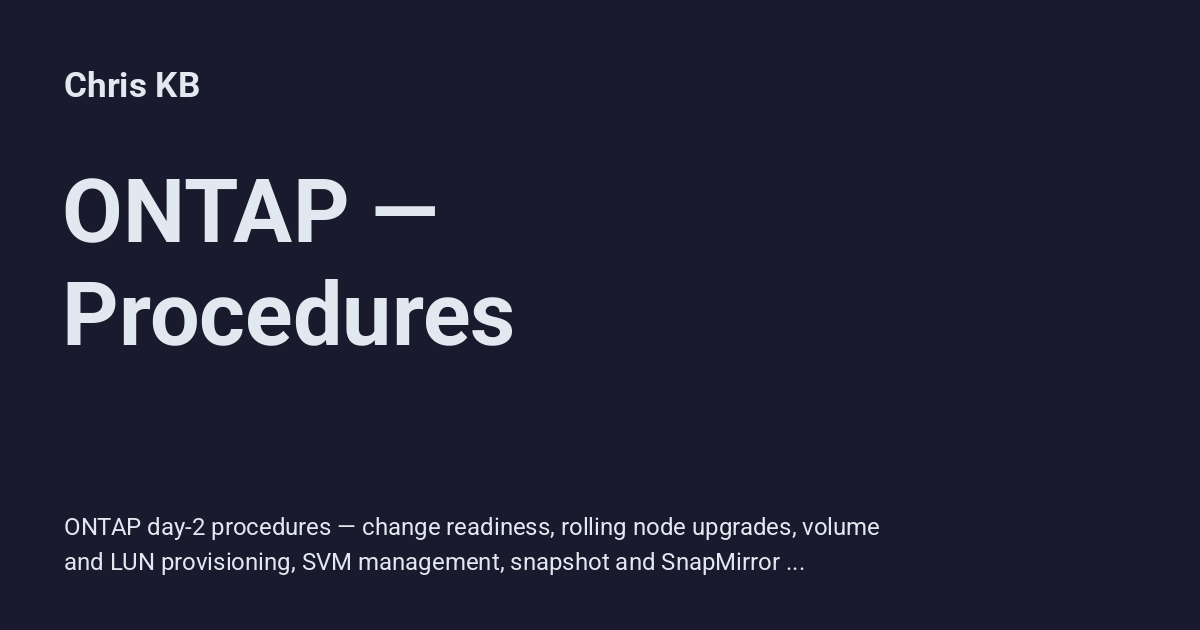 Chris KB
ONTAP —
Procedures
ONTAP day-2 procedures — change readiness, rolling node upgrades, volume
and LUN provisioning, SVM management, snapshot and SnapMirror ...